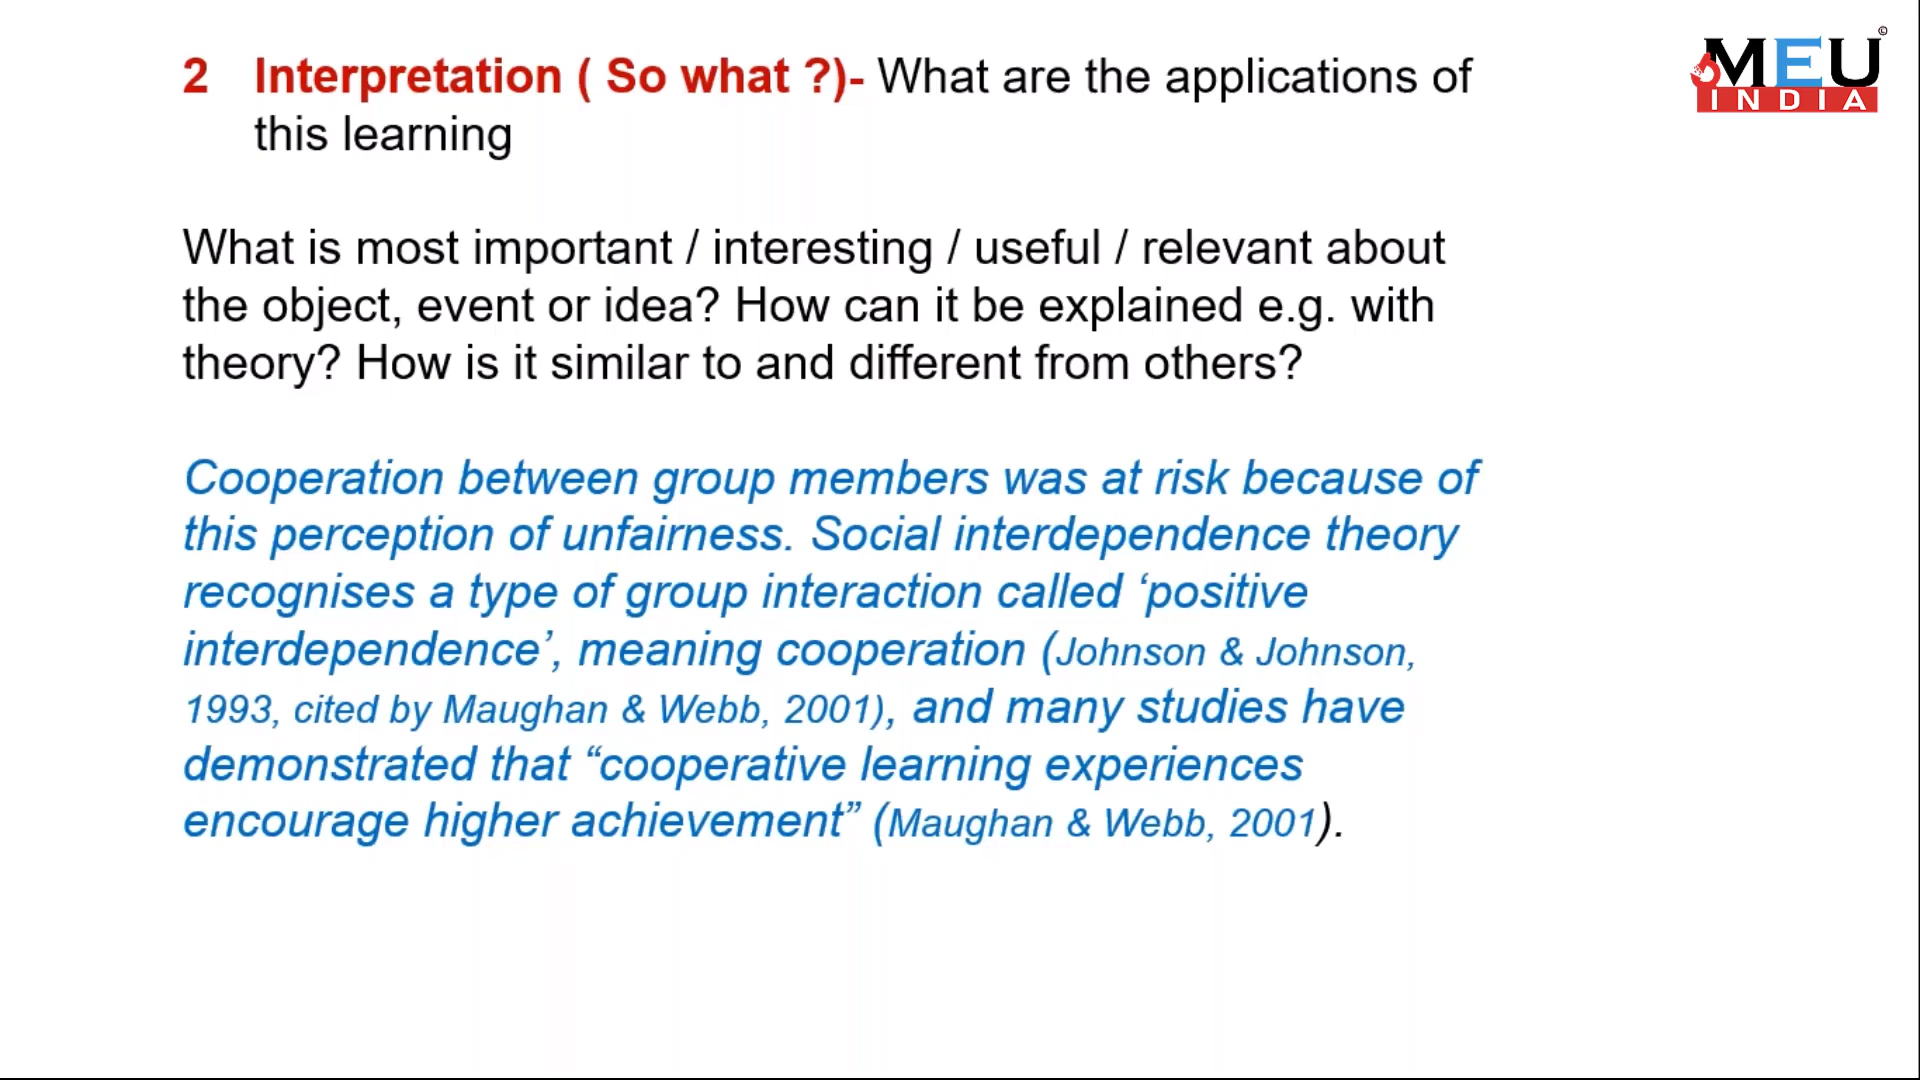 2 Interpretation ( So what ?)- What are the applications of
this learning
MEU
©
INDIA
What is most important / interesting / useful / relevant about
the object, event or idea? How can it be explained e.g. with
theory? How is it similar to and different from others?
Cooperation between group members was at risk because of
this perception of unfairness. Social interdependence theory
recognises a type of group interaction called ‘positive
interdependence’, meaning cooperation (Johnson & Johnson,
1993, cited by Maughan & Webb, 2001), and many studies have
demonstrated that “cooperative learning experiences
encourage higher achievement” (Maughan & Webb, 2001).